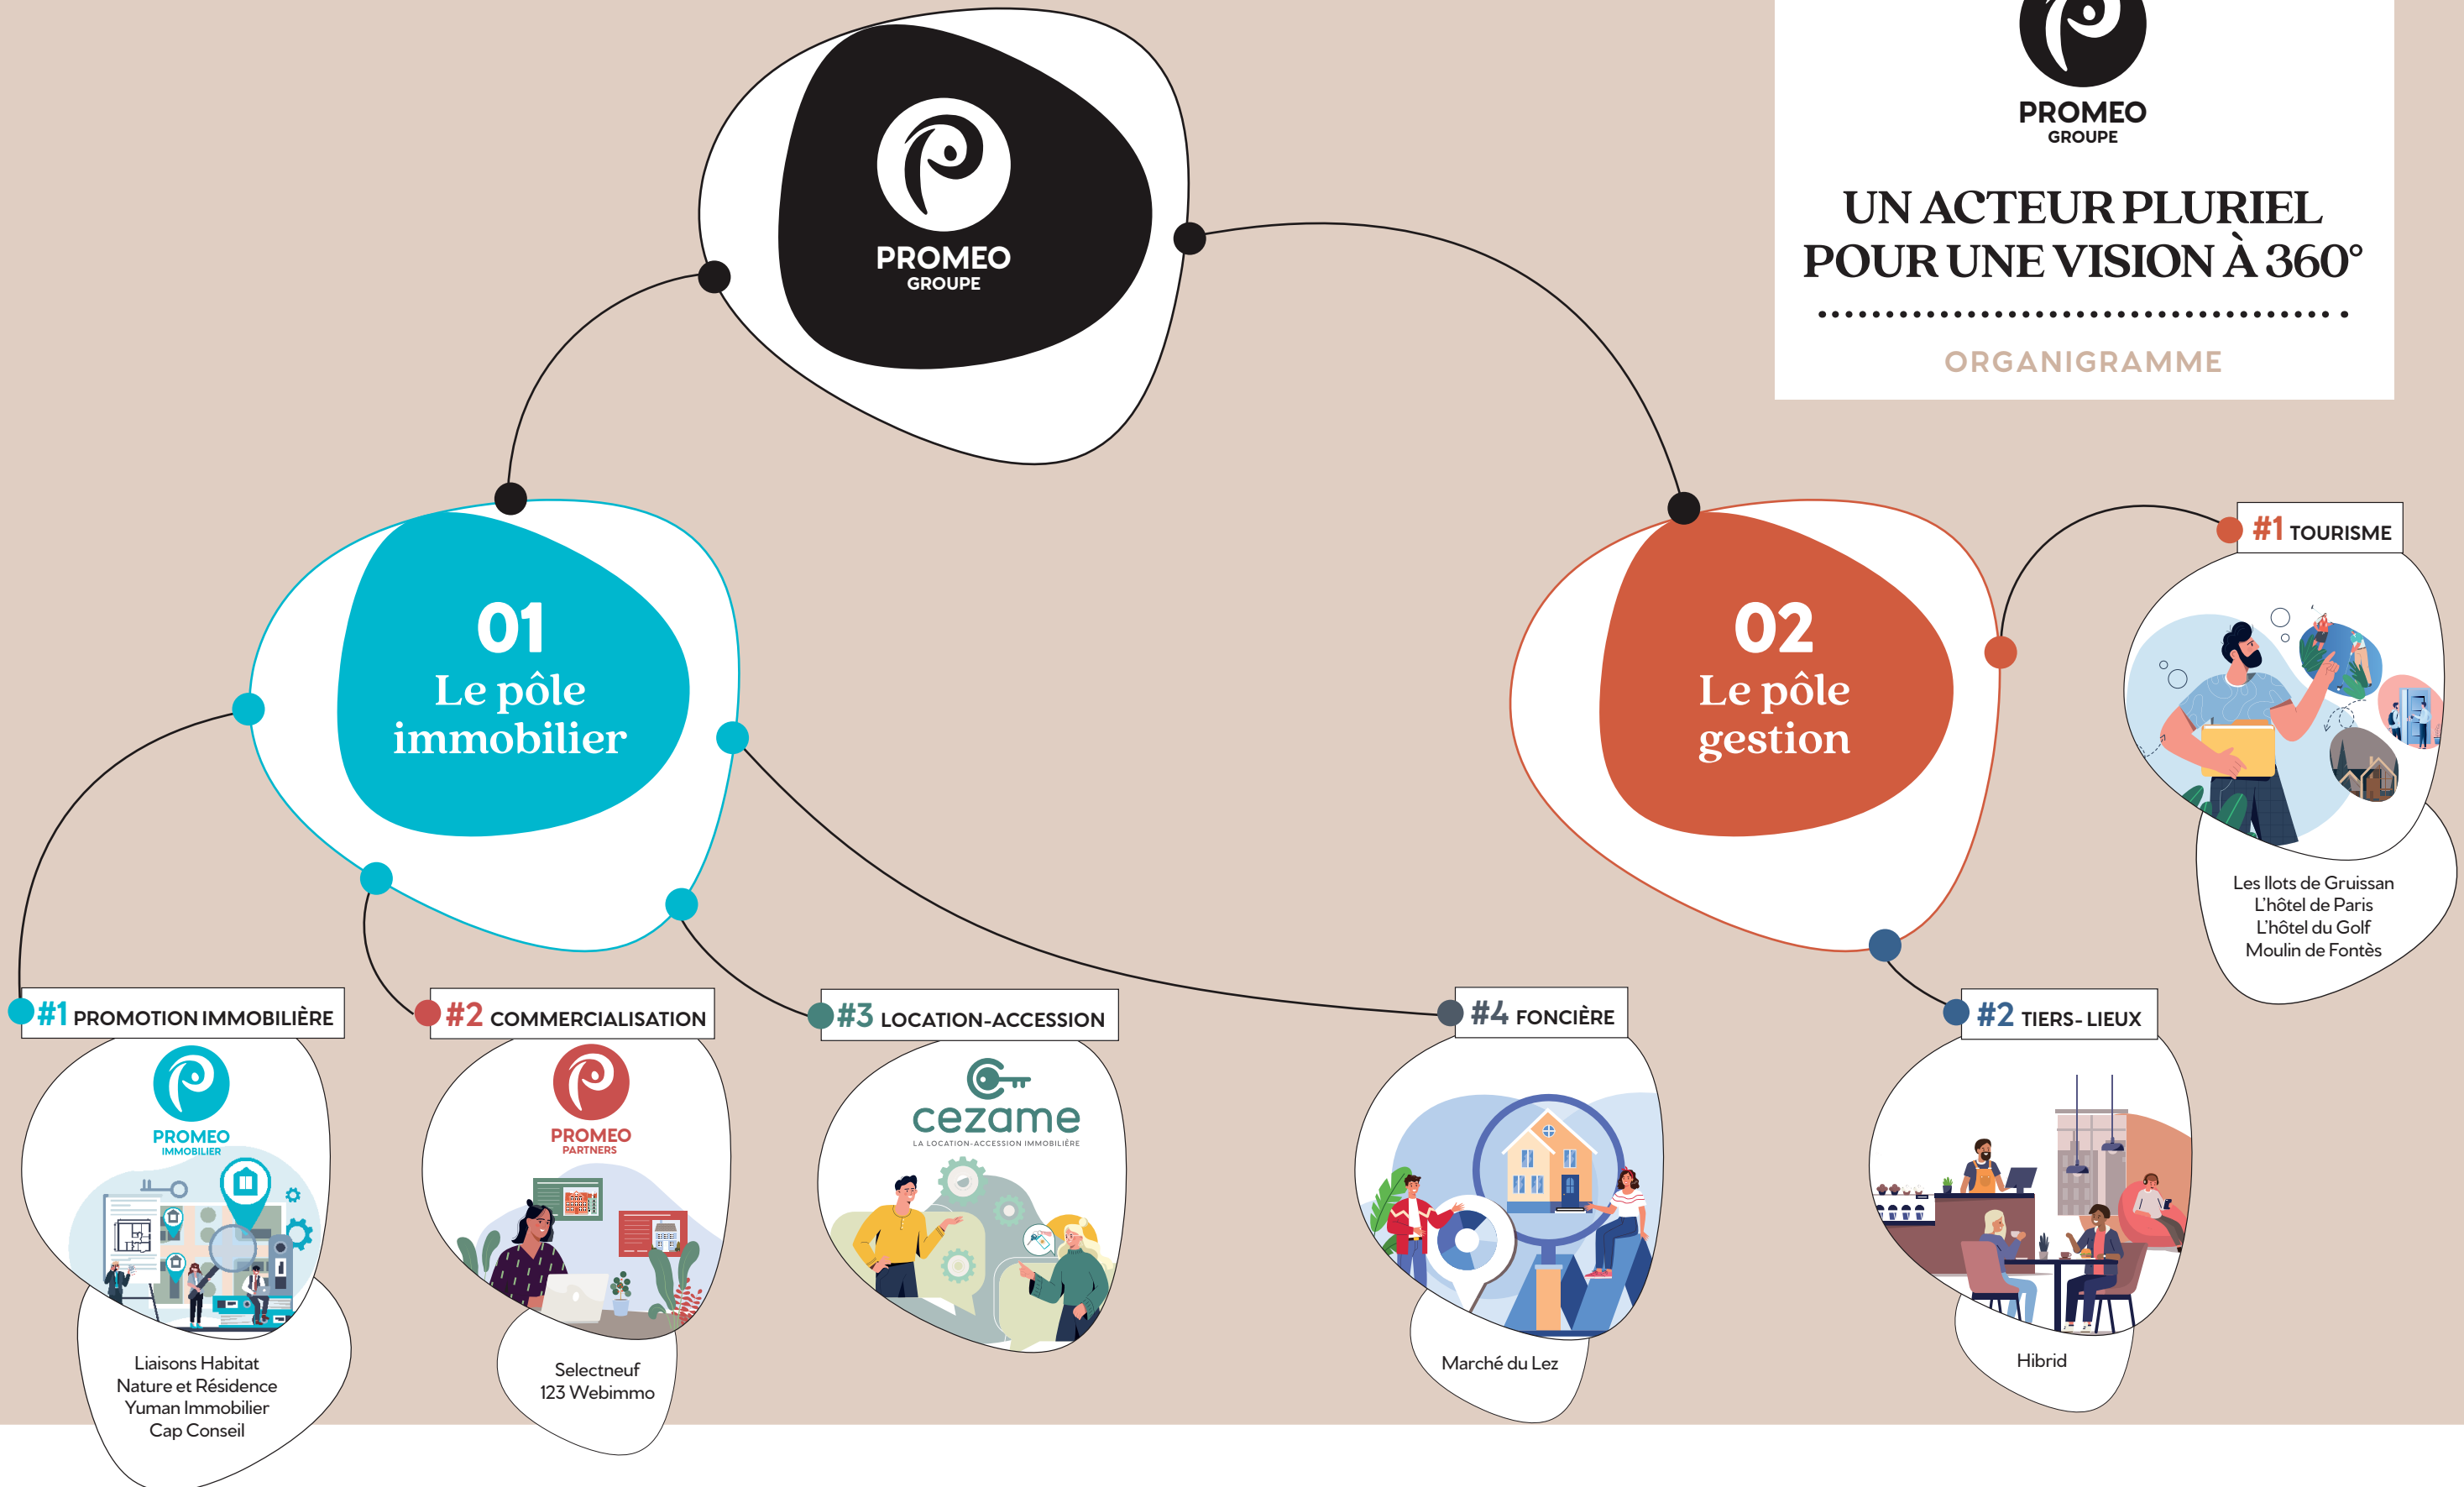 PROMEO
GROUPE
PROMEO
GROUPE
UN ACTEUR PLURIEL
POUR UNE VISION À 360°
ORGANIGRAMME
01
Le pôle
immobilier
02
Le pôle
gestion
#1 TOURISME
Les Ilots de Gruissan
L'hôtel de Paris
L'hôtel du Golf
Moulin de Fontès
#1 PROMOTION IMMOBILIÈRE
PROMEO
IMMOBILIER
Liaisons Habitat
Nature et Résidence
Yuman Immobilier
Cap Conseil
#2 COMMERCIALISATION
PROMEO
PARTNERS
Selectneuf
123 Webimmo
#3 LOCATION-ACCESSION
cezame
LA LOCATION-ACCESSION IMMOBILIÈRE
#4 FONCIÈRE
Marché du Lez
#2 TIERS-LIEUX
Hibrid